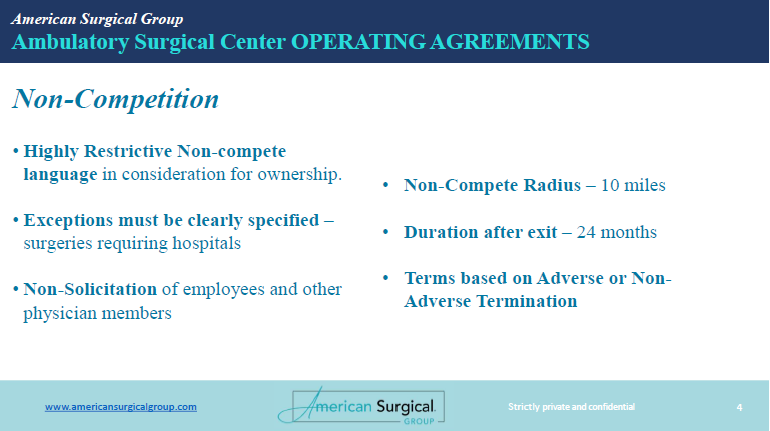 American Surgical Group
Ambulatory Surgical Center OPERATING AGREEMENTS
Non-Competition
• Highly Restrictive Non-compete
language in consideration for ownership.
• Exceptions must be clearly specified –
surgeries requiring hospitals
• Non-Solicitation of employees and other
physician members
• Non-Compete Radius – 10 miles
• Duration after exit – 24 months
• Terms based on Adverse or Non-
Adverse Termination
www.americansurgicalgroup.com
American Surgical
GROUP
Strictly private and confidential
4